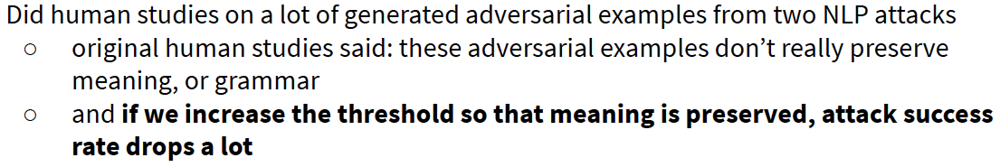 Did human studies on a lot of generated adversarial examples from two NLP attacks
○ original human studies said: these adversarial examples don’t really preserve
meaning, or grammar
○ and if we increase the threshold so that meaning is preserved, attack success
rate drops a lot